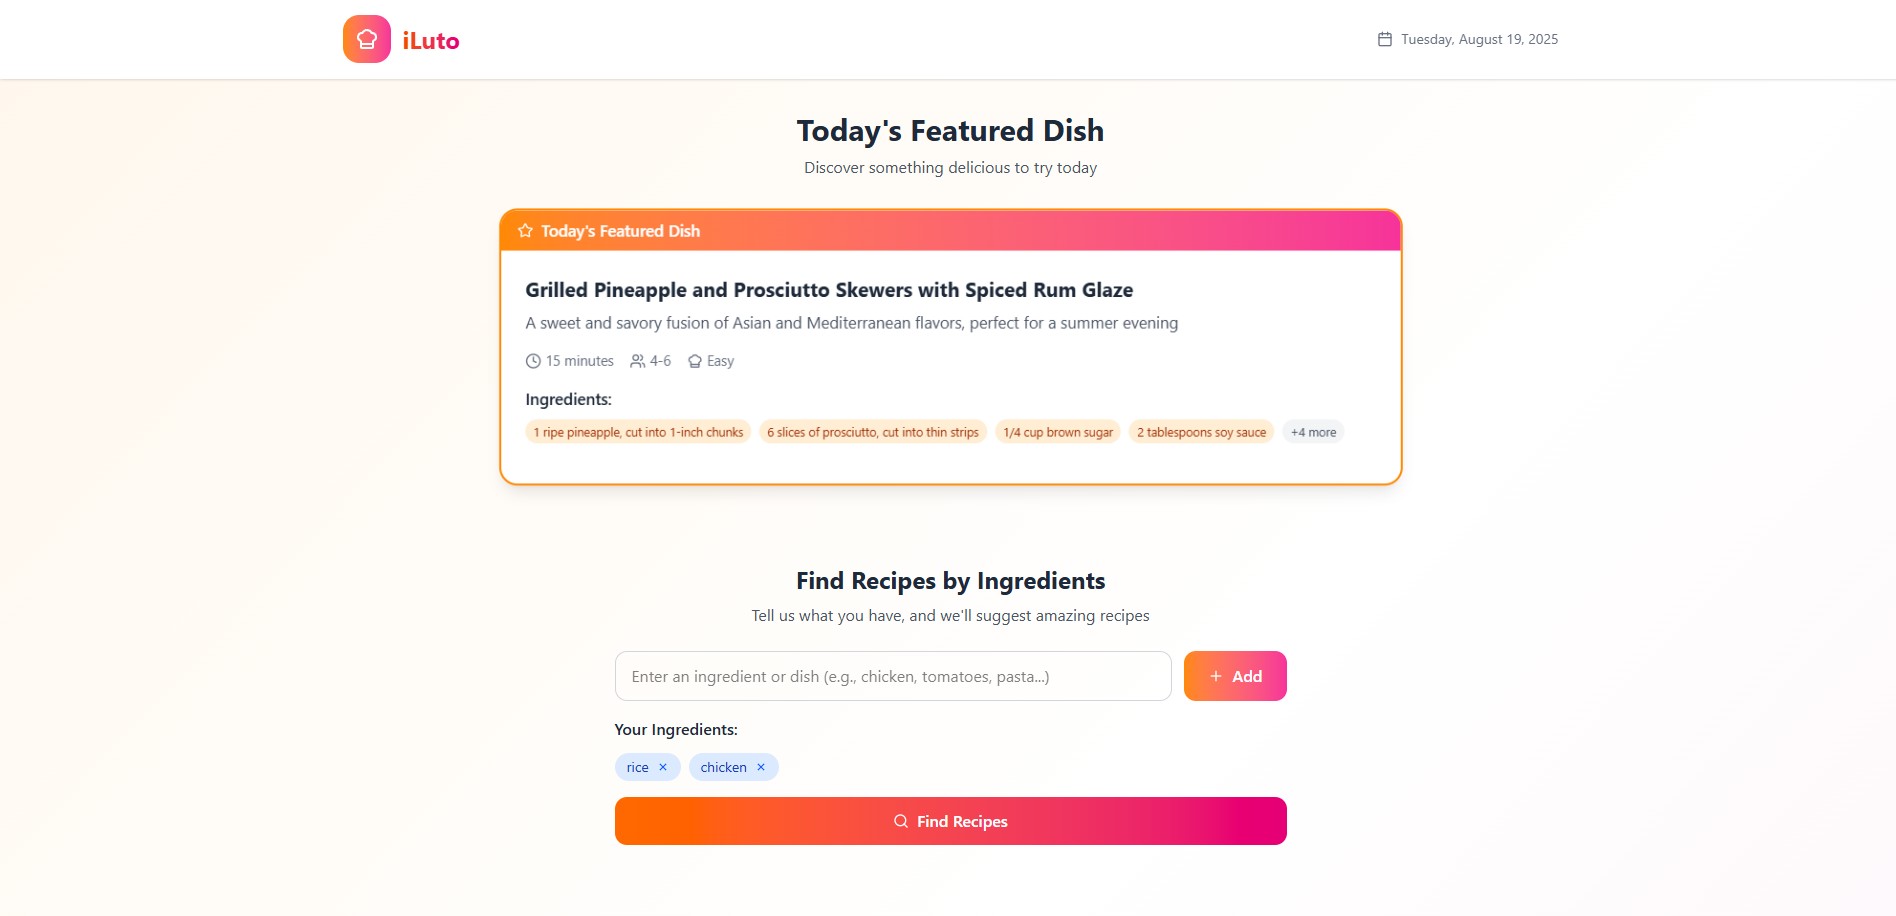 iLuto
Tuesday, August 19, 2025
Today's Featured Dish
Discover something delicious to try today
Today's Featured Dish
Grilled Pineapple and Prosciutto Skewers with Spiced Rum Glaze
A sweet and savory fusion of Asian and Mediterranean flavors, perfect for a summer evening
15 minutes 4-6 Easy
Ingredients:
1 ripe pineapple, cut into 1-inch chunks 6 slices of prosciutto, cut into thin strips 1/4 cup brown sugar 2 tablespoons soy sauce +4 more
Find Recipes by Ingredients
Tell us what you have, and we'll suggest amazing recipes
Enter an ingredient or dish (e.g., chicken, tomatoes, pasta...)
+ Add
Your Ingredients:
rice × chicken ×
Find Recipes